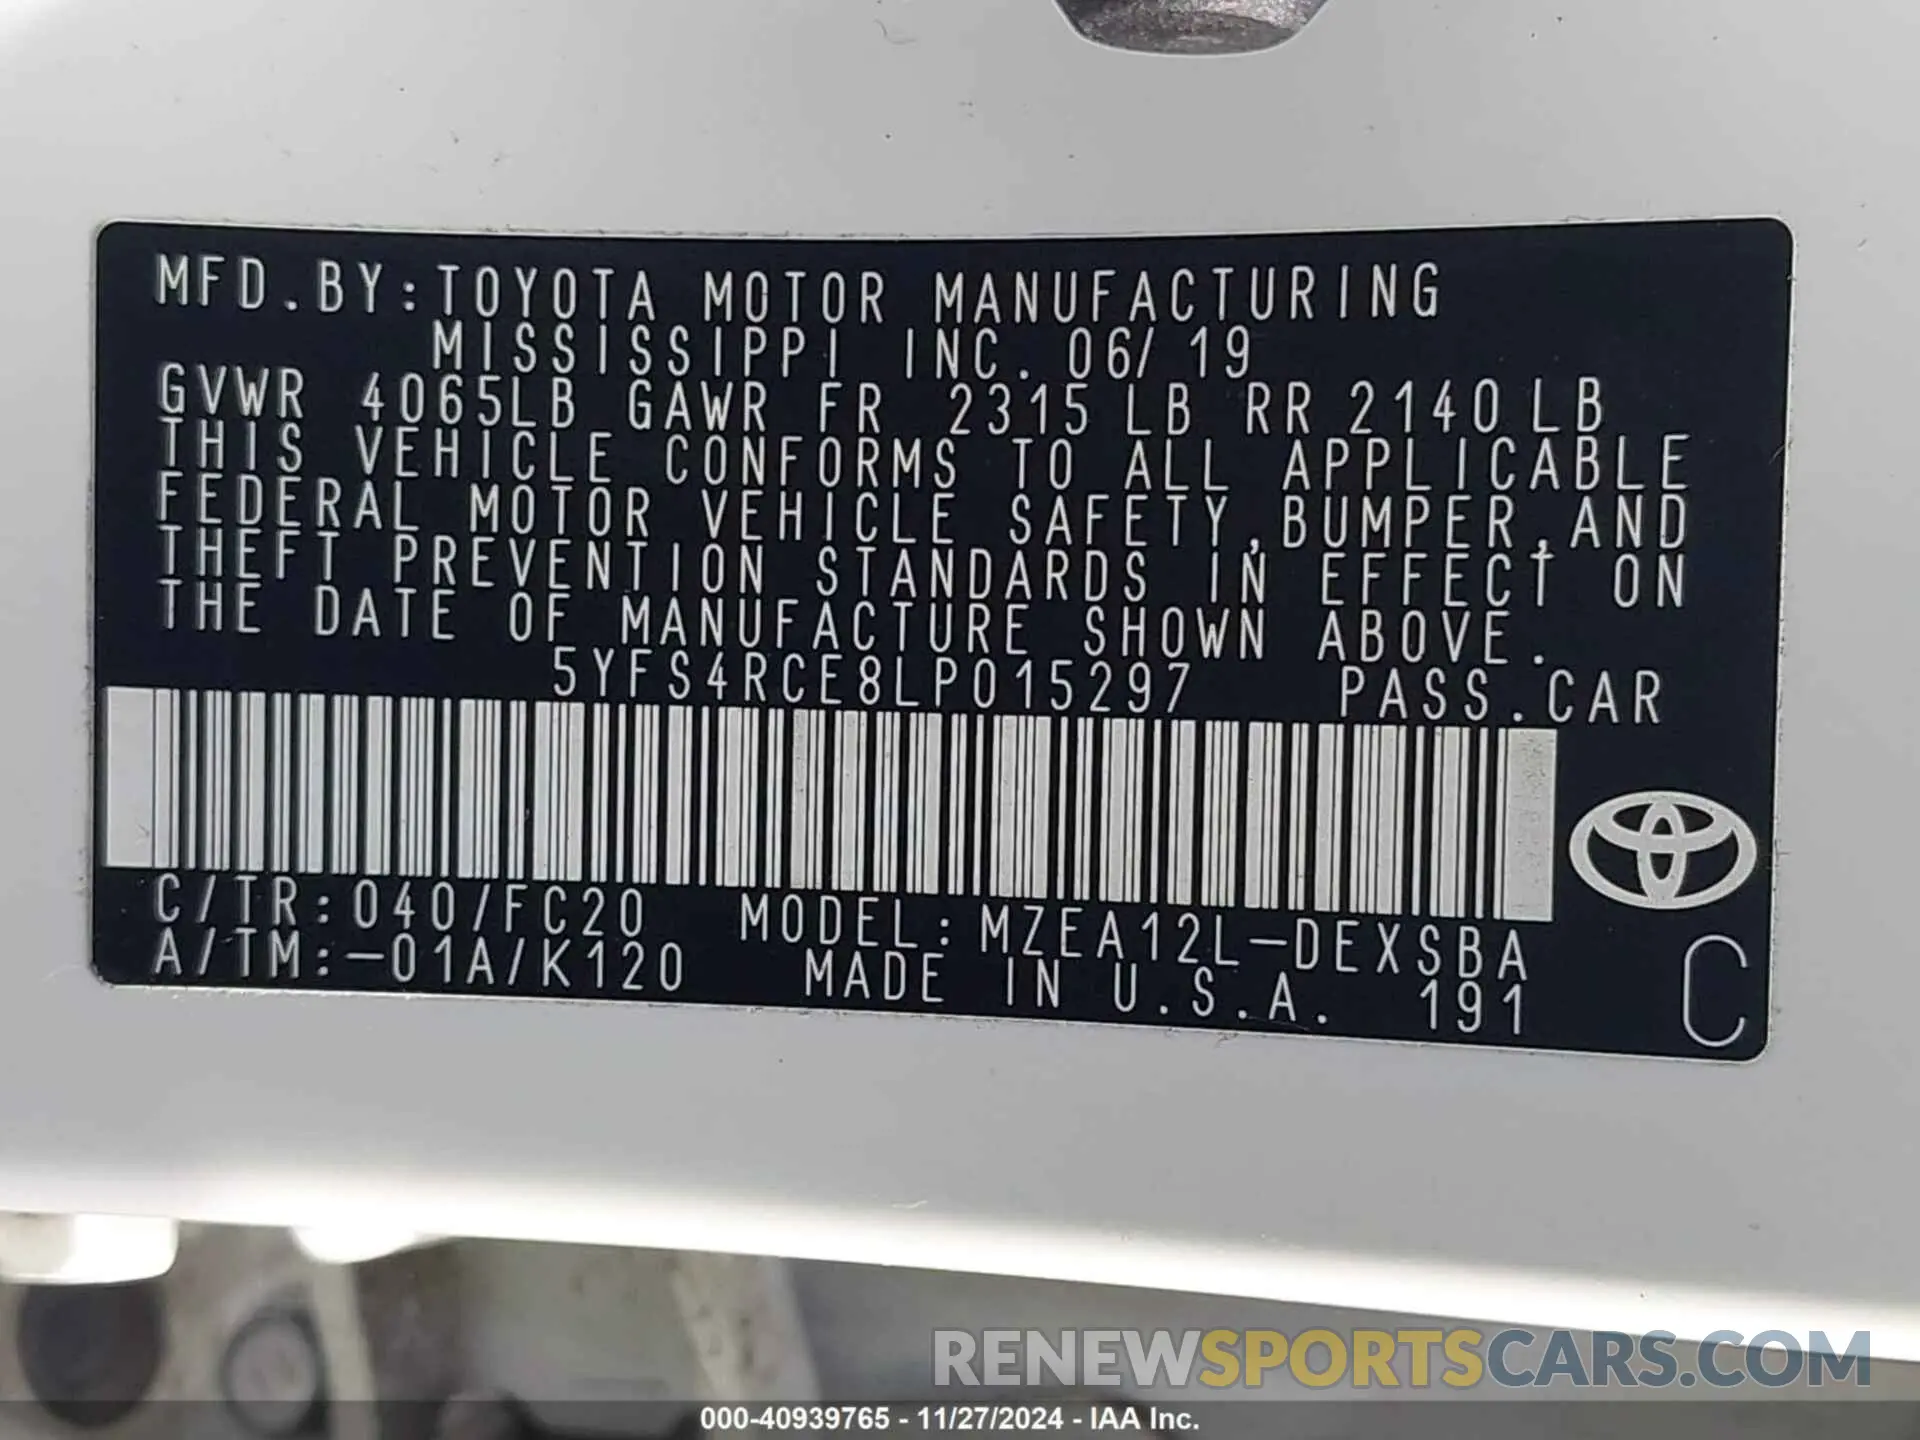 MFD.BY:TOYOTA MOTOR MANUFACTURING
MISSISSIPPI INC. 06/19
GVWR 4065LB GAWR FR 2315LB RR 2140LB
THIS VEHICLE CONFORMS TO ALL APPLICABLE
FEDERAL MOTOR VEHICLE SAFETY,BUMPER,AND
THEFT PREVENTION STANDARDS IN EFFECT ON
THE DATE OF MANUFACTURE SHOWN ABOVE.
5YFS4RCE8LP015297 PASS.CAR
C/TR:040/FC20 MODEL:MZEA12L-DEXSBA
A/TM:-01A/K120 MADE IN U.S.A. 191
C
RENEWSPORTSCARS.COM
000-40939765 - 11/27/2024 - IAA Inc.